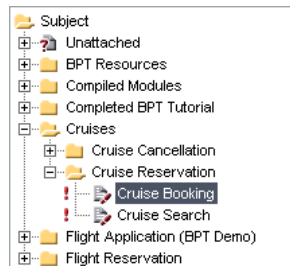 Subject
Unattached
BPT Resources
Compiled Modules
Completed BPT Tutorial
Cruises
Cruise Cancellation
Cruise Reservation
Cruise Booking
Cruise Search
Flight Application (BPT Demo)
Flight Reservation